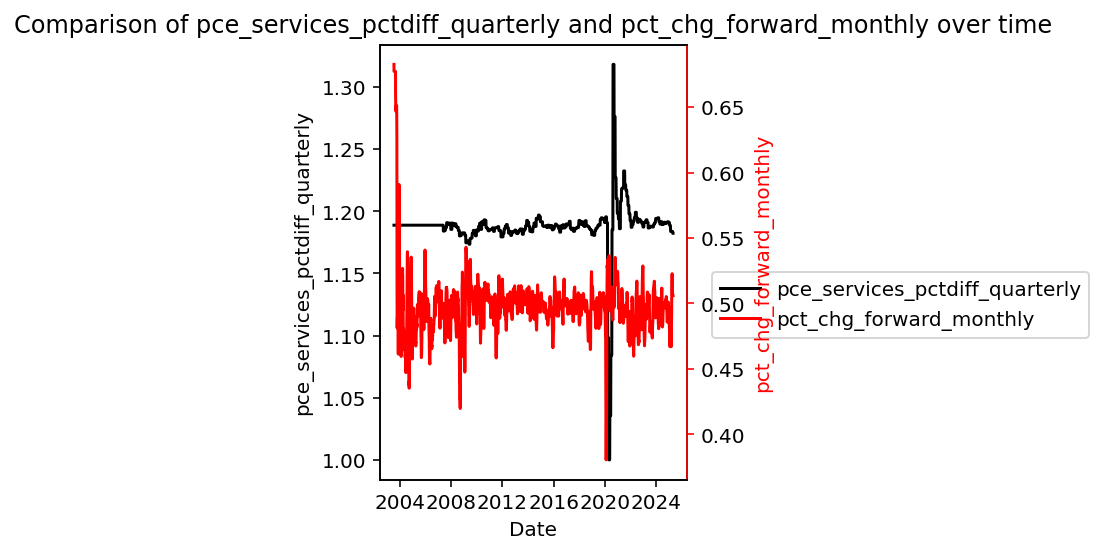 Comparison of pce_services_pctdiff_quarterly and pct_chg_forward_monthly over time
pce_services_pctdiff_quarterly
1.30
1.25
1.20
1.15
1.10
1.05
1.00
0.65
0.60
0.55
0.50
0.45
0.40
pct_chg_forward_monthly
pce_services_pctdiff_quarterly
pct_chg_forward_monthly
2004 2008 2012 2016 2020 2024
Date